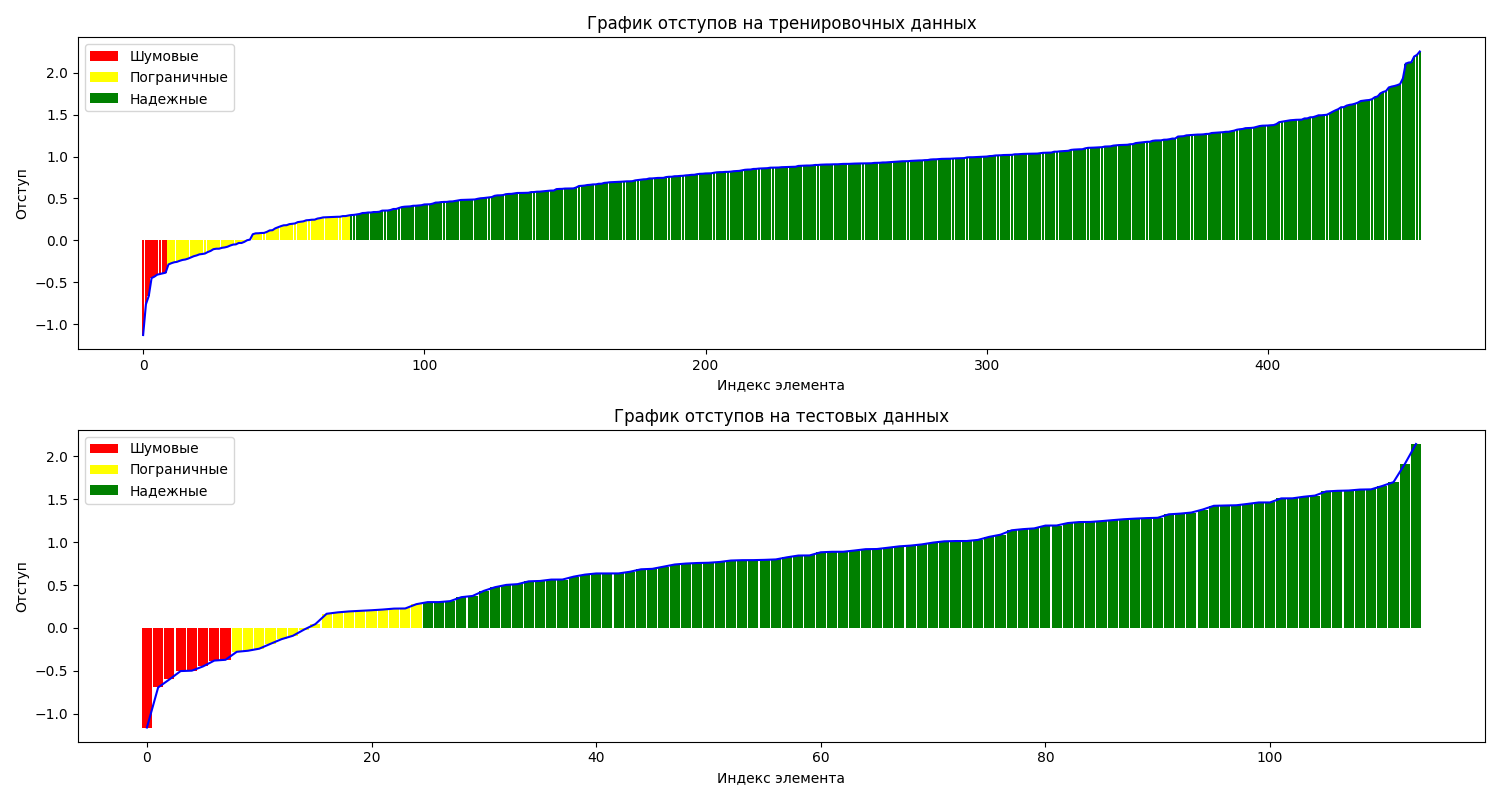 График отступов на тренировочных данных
Шумовые
Пограничные
Надежные
Отступ
2.0
1.5
1.0
0.5
0.0
−0.5
−1.0
0 100 200 300 400
Индекс элемента
График отступов на тестовых данных
Шумовые
Пограничные
Надежные
Отступ
2.0
1.5
1.0
0.5
0.0
−0.5
−1.0
0 20 40 60 80 100
Индекс элемента